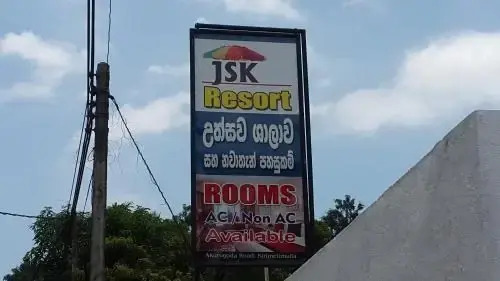 JSK
Resort
උත්සව ශාලාව
සහ නවාතැන් පහසුකම්
ROOMS
AC / Non AC
Available